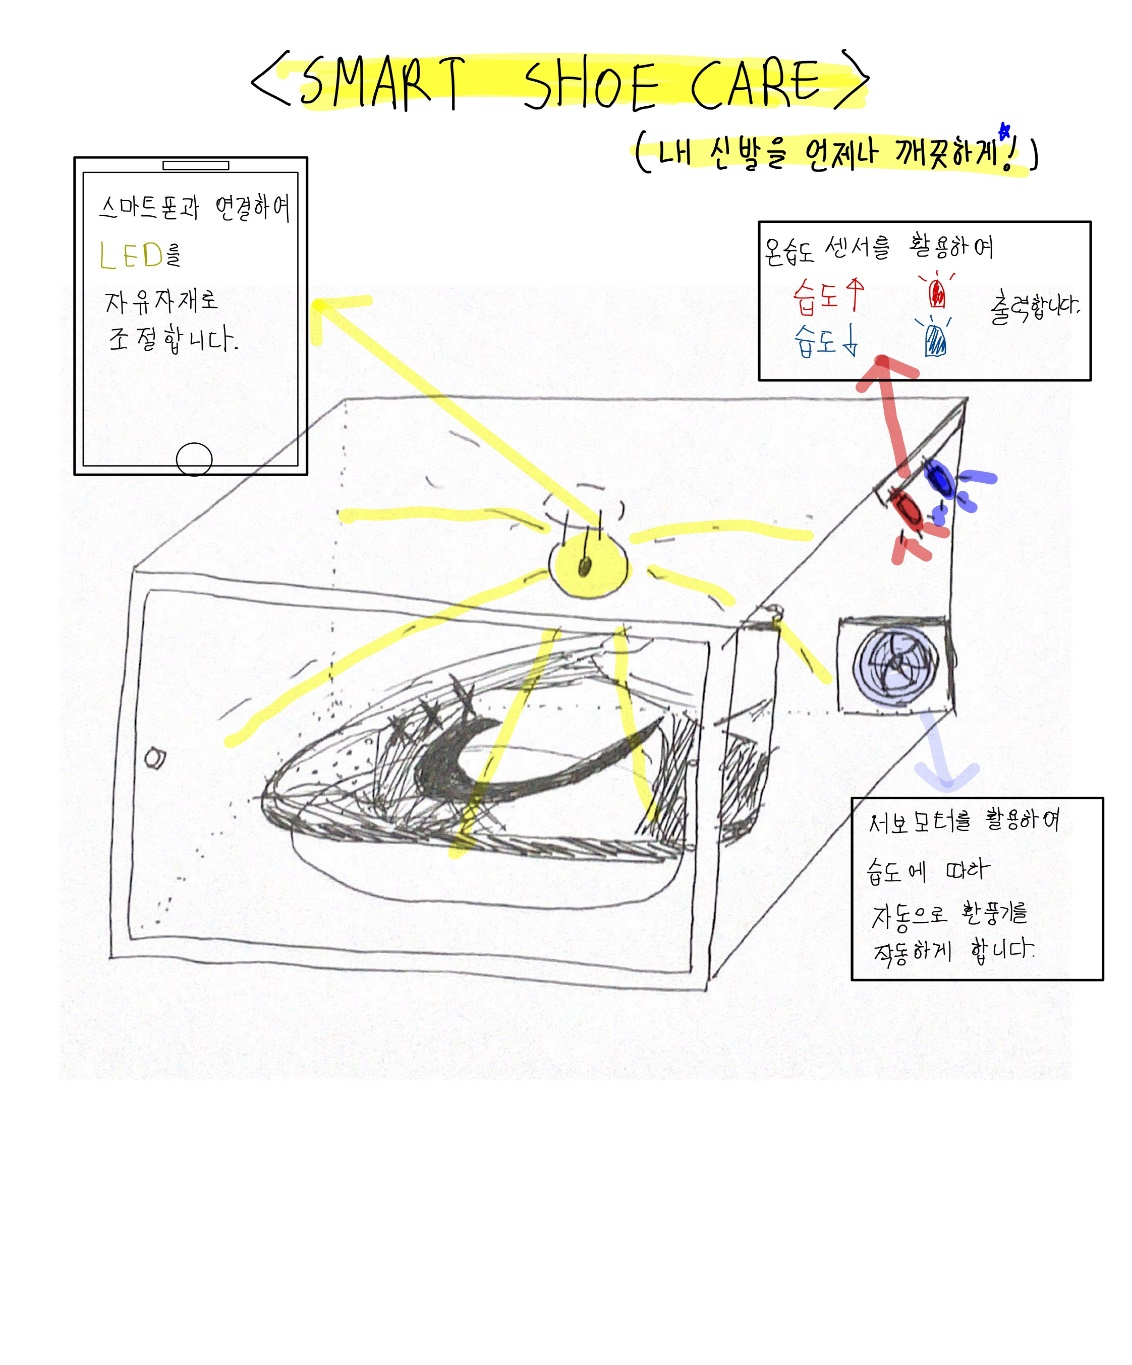 <SMART SHOE CARE>
(내 신발을 언제나 깨끗하게!)
스마트폰과 연결하여
LED를
자유자재로
조절합니다.
온습도 센서를 활용하여
습도↑
습도↓
출력합니다.
서보모터를 활용하여
습도에 따라
자동으로 환풍기를
작동하게 합니다.